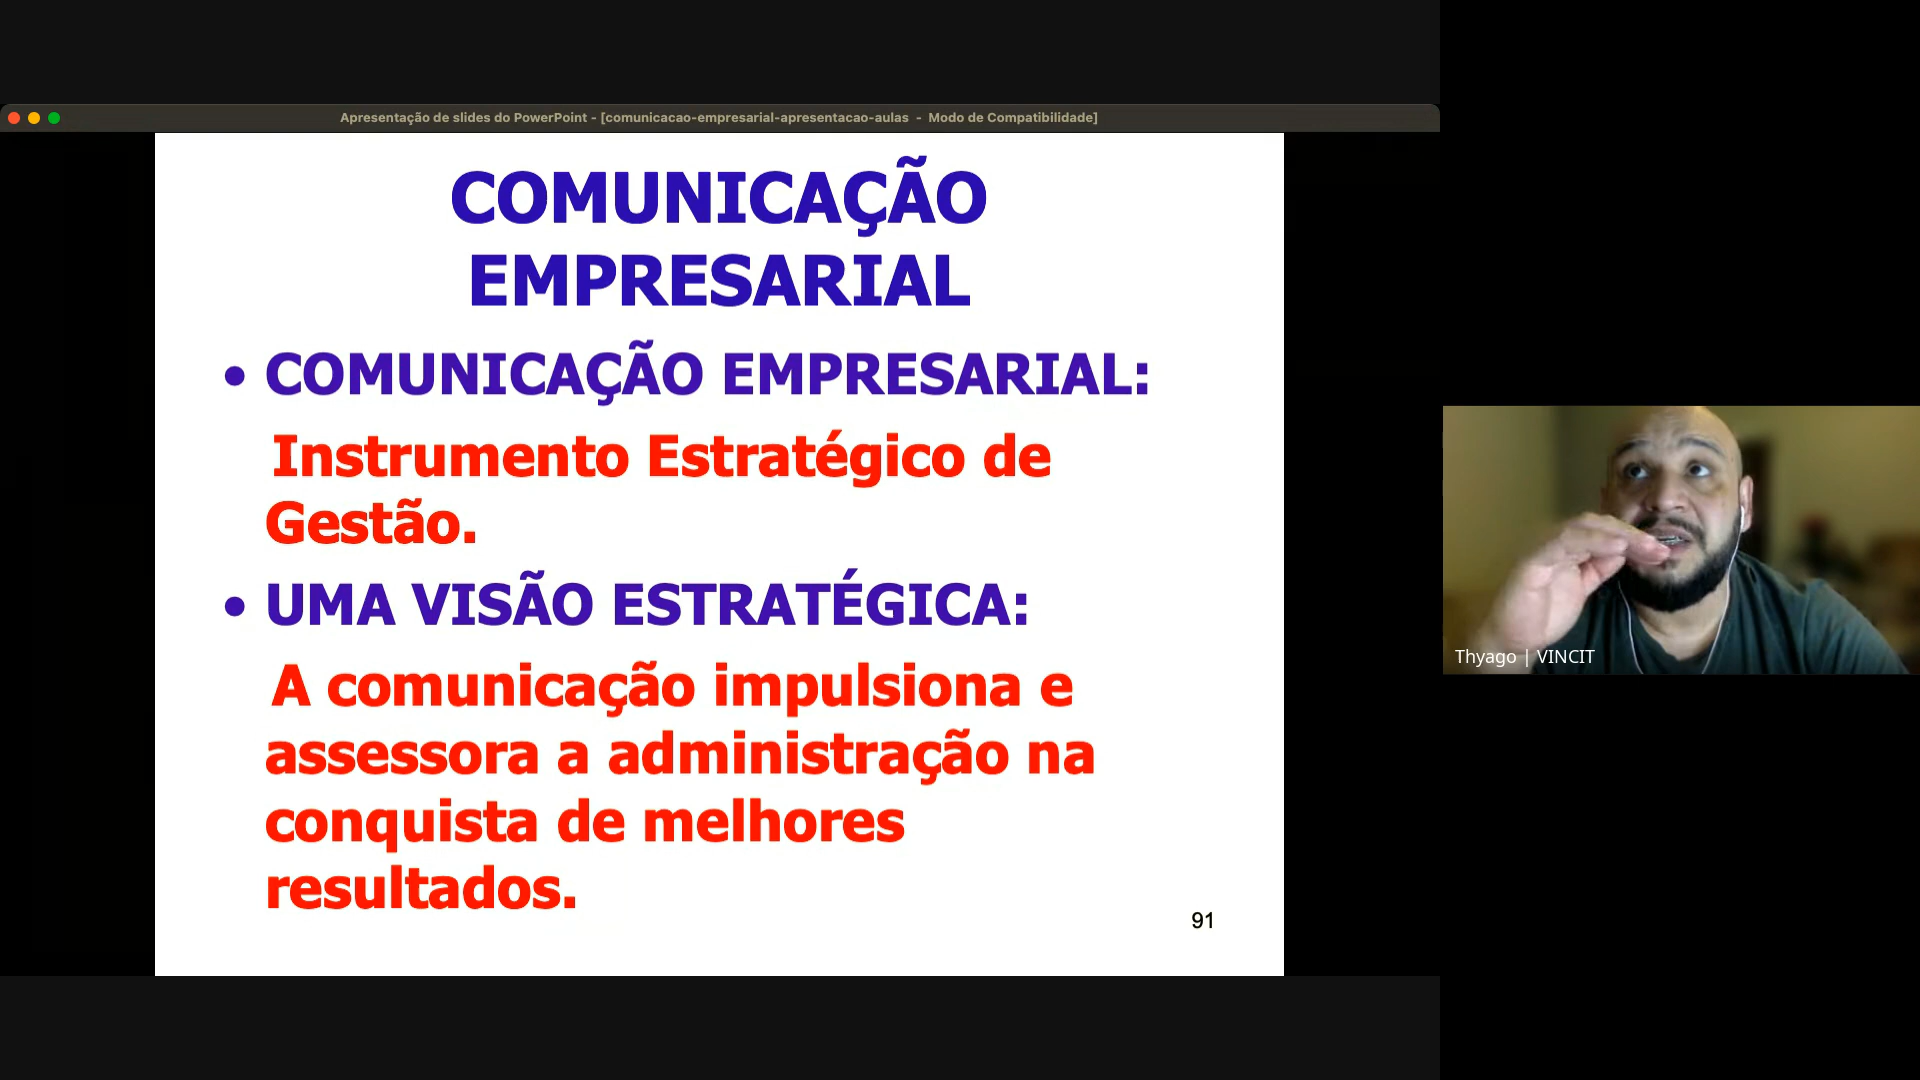 Apresentação de slides do PowerPoint - [comunicacao-empresarial-apresentacao-aulas - Modo de Compatibilidade]
COMUNICAÇÃO
EMPRESARIAL
• COMUNICAÇÃO EMPRESARIAL:
Instrumento Estratégico de
Gestão.
• UMA VISÃO ESTRATÉGICA:
A comunicação impulsiona e
assessora a administração na
conquista de melhores
resultados.
91
Thyago | VINCIT